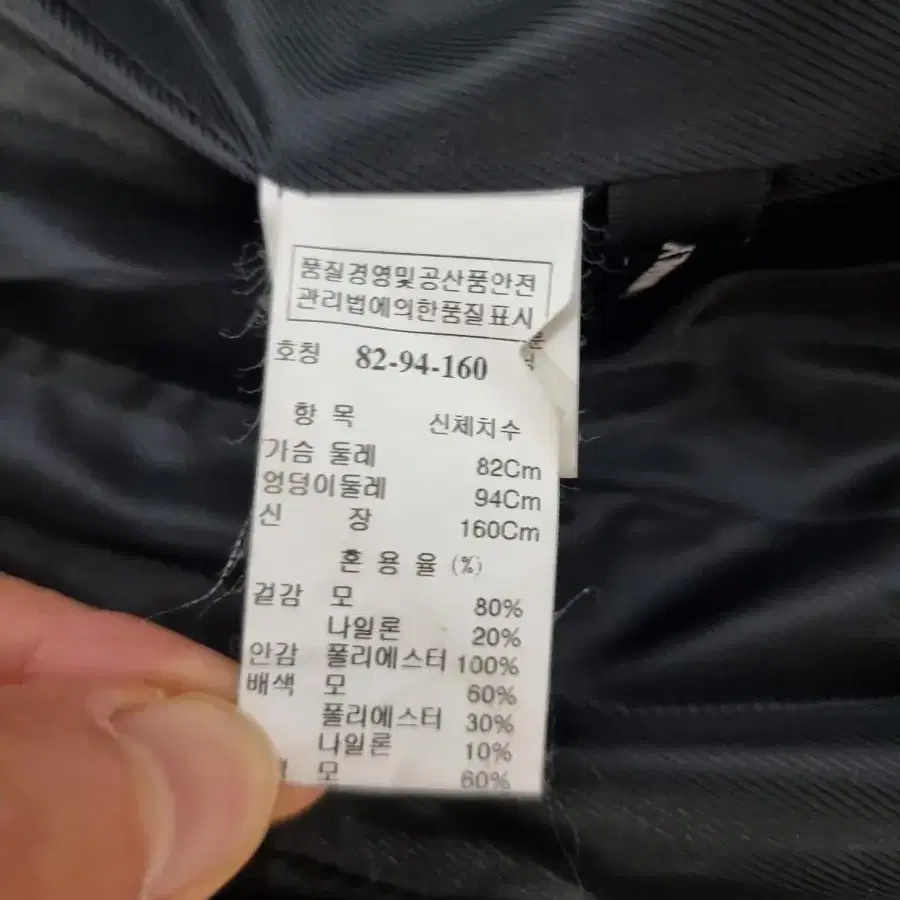 품질경영및공산품안전
관리법에의한품질표시
호칭 82-94-160
항 목 신체치수
가슴 둘레 82Cm
엉덩이둘레 94Cm
신 장 160Cm
혼 용 율 (%)
겉감 모 80%
나일론 20%
안감 폴리에스터 100%
배색 모 60%
폴리에스터 30%
나일론 10%
모 60%